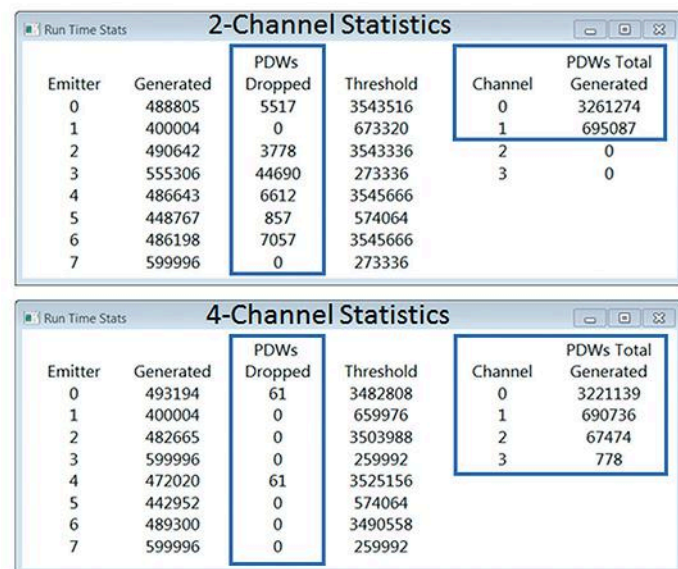 Run Time Stats 2-Channel Statistics
PDWs PDWs Total
Emitter Generated Dropped Threshold Channel Generated
0 488805 5517 3543516 0 3261274
1 400004 0 673320 1 695087
2 490642 3778 3543336 2 0
3 555306 44690 273336 3 0
4 486643 6612 3545666
5 448767 857 574064
6 486198 7057 3545666
7 599996 0 273336
Run Time Stats 4-Channel Statistics
PDWs PDWs Total
Emitter Generated Dropped Threshold Channel Generated
0 493194 61 3482808 0 3221139
1 400004 0 659976 1 690736
2 482665 0 3503988 2 67474
3 599996 0 259992 3 778
4 472020 61 3525156
5 442952 0 574064
6 489300 0 3490558
7 599996 0 259992